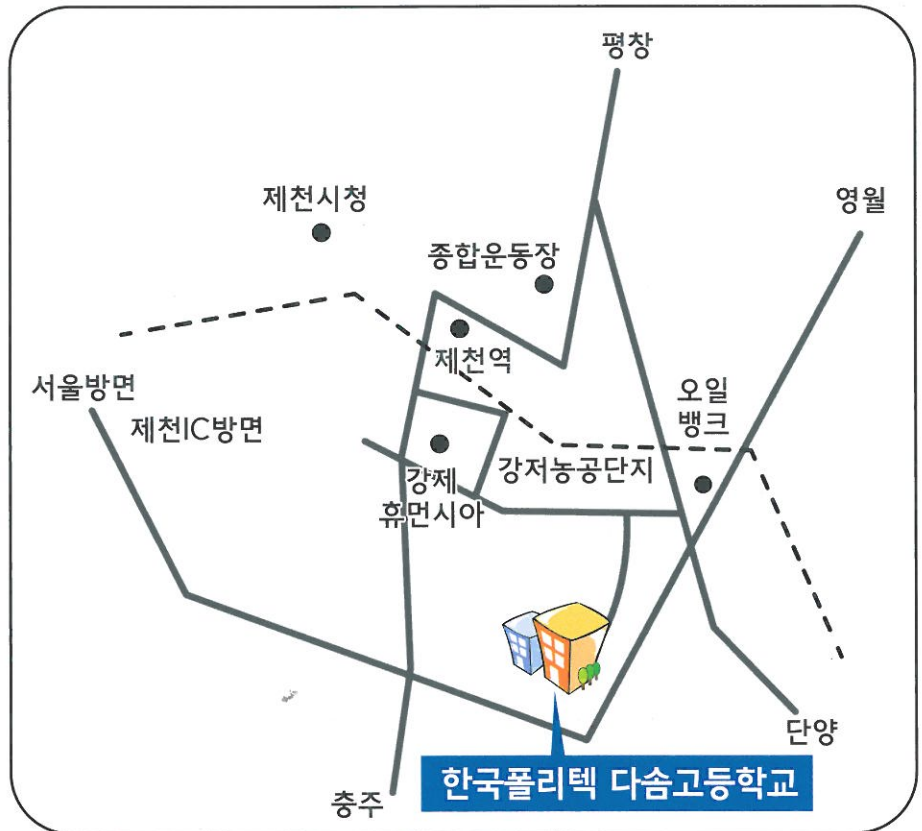 평창
제천시청
영월
종합운동장
제천역
서울방면
오일
뱅크
제천IC방면
강저농공단지
강제
휴먼시아
단양
한국폴리텍 다솜고등학교
충주